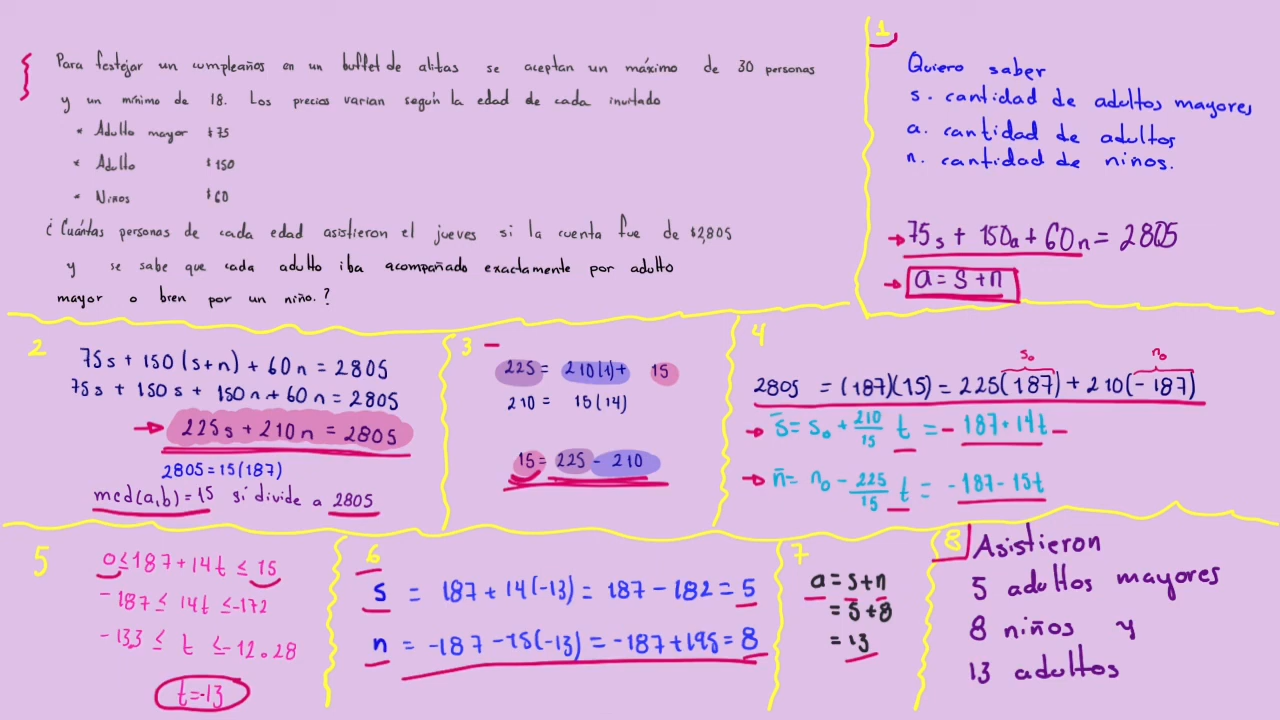 Para festejar un cumpleaños en un buffet de alitas se aceptan un máximo de 30 personas
y un mínimo de 18. Los precios varian según la edad de cada invitado
* Adulto mayor $75
* Adulto $150
* Niños $60
¿Cuántas personas de cada edad asistieron el jueves si la cuenta fue de $2,805
y se sabe que cada adulto iba acompañado exactamente por adulto
mayor o bien por un niño.?
1
Quiero saber
s. cantidad de adultos mayores
a. cantidad de adultos
n. cantidad de niños.
75s + 150a + 60n = 2805
a = s + n
2
75s + 150(s+n) + 60n = 2805
75s + 150s + 150n + 60n = 2805
225s + 210n = 2805
2805 = 15(187)
mcd(a,b) = 15 sí divide a 2805
3
225 = 210(1) + 15
210 = 15(14)
15 = 225 - 210
4
s₀ n₀
2805 = (187)(15) = 225(187) + 210(-187)
s̄ = s₀ + 210/15 t = 187 + 14t
n̄ = n₀ - 225/15 t = -187 - 15t
5
0 ≤ 187 + 14t ≤ 15
-187 ≤ 14t ≤ -172
-13.3 ≤ t ≤ -12.28
t = -13
6
s = 187 + 14(-13) = 187 - 182 = 5
n = -187 - 15(-13) = -187 + 195 = 8
7
a = s + n
= 5 + 8
= 13
8
Asistieron
5 adultos mayores
8 niños y
13 adultos